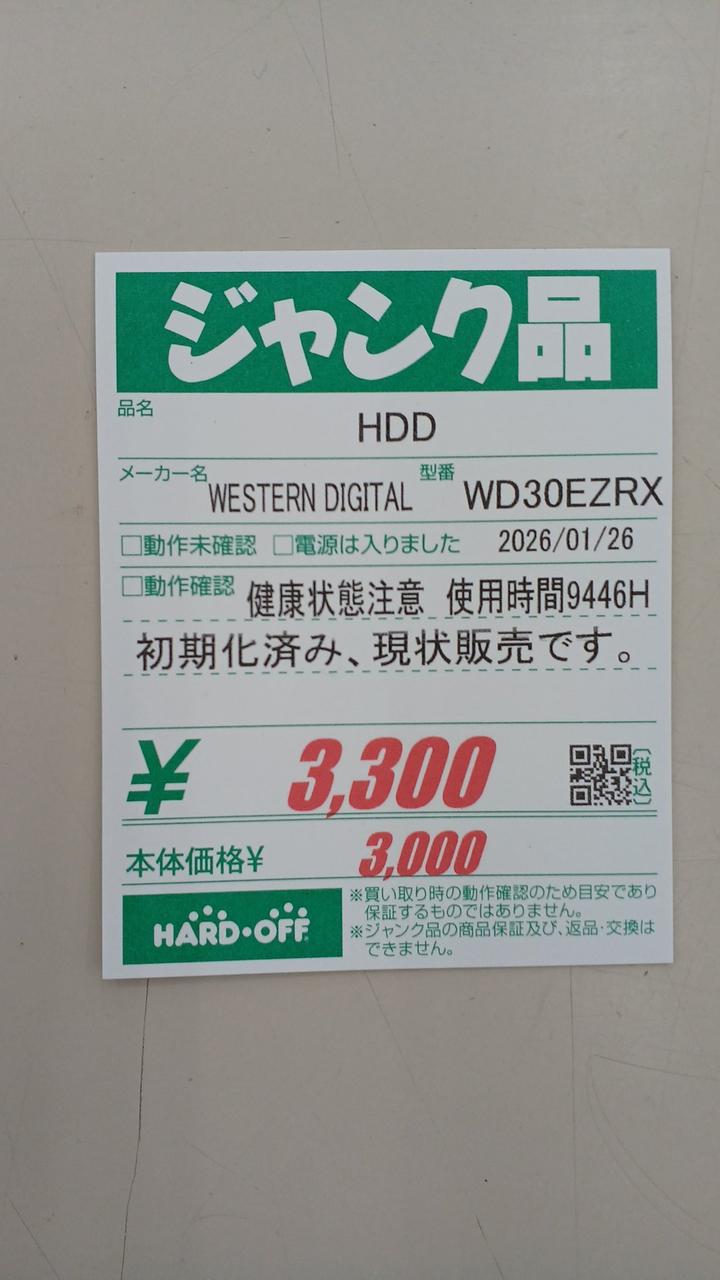 ジャンク品
品名
HDD
メーカー名 WESTERN DIGITAL 型番 WD30EZRX
□動作未確認 □電源は入りました 2026/01/26
□動作確認 健康状態注意 使用時間9446H
初期化済み、現状販売です。
¥ 3,300 (税込)
本体価格¥ 3,000
HARD・OFF
※買い取り時の動作確認のため目安であり
保証するものではありません。
※ジャンク品の商品保証及び、返品・交換は
できません。